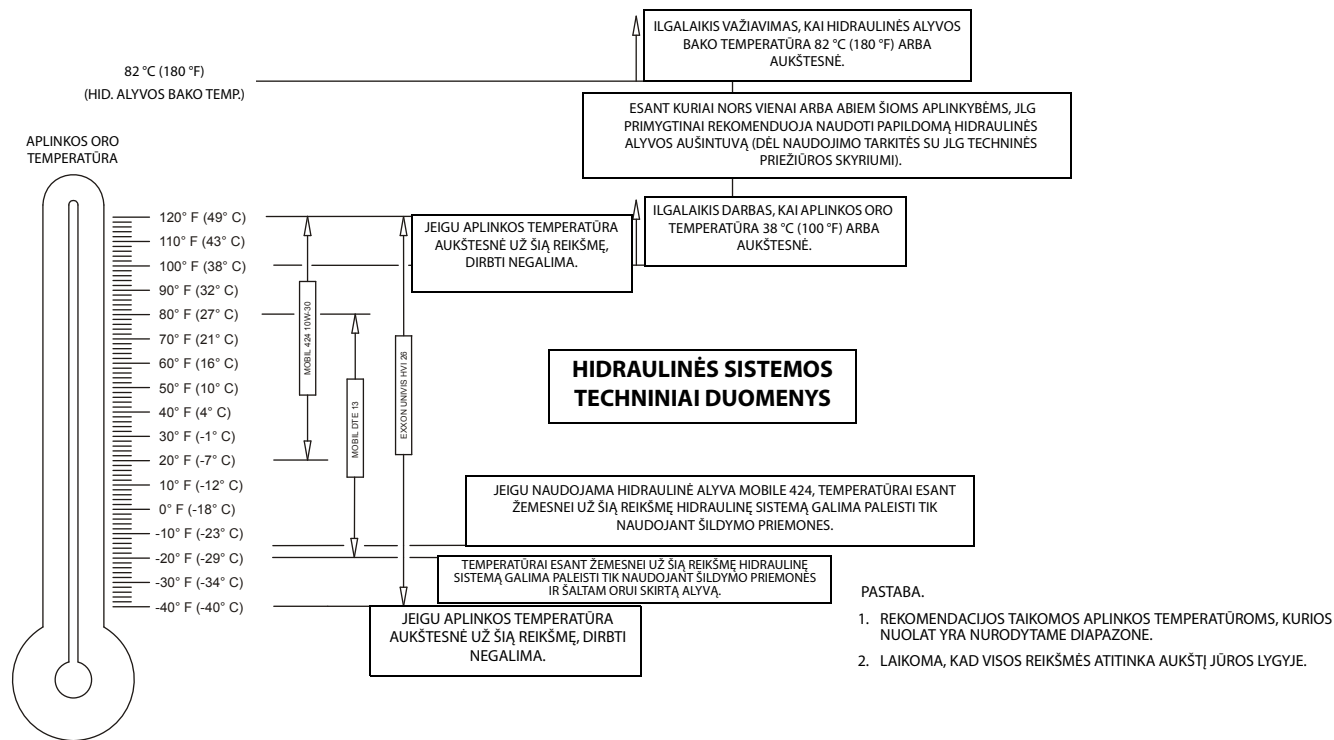 ILGALAIKIS VAŽIAVIMAS, KAI HIDRAULINĖS ALYVOS
BAKO TEMPERATŪRA 82 °C (180 °F) ARBA
AUKŠTESNĖ.
82 °C (180 °F)
(HID. ALYVOS BAKO TEMP.)
ESANT KURIAI NORS VIENAI ARBA ABIEM ŠIOMS APLINKYBĖMS, JLG
PRIMYGTINAI REKOMENDUOJA NAUDOTI PAPILDOMĄ HIDRAULINĖS
ALYVOS AUŠINTUVĄ (DĖL NAUDOJIMO TARKITĖS SU JLG TECHNINĖS
PRIEŽIŪROS SKYRIUMI).
APLINKOS ORO
TEMPERATŪRA
ILGALAIKIS DARBAS, KAI APLINKOS ORO
TEMPERATŪRA 38 °C (100 °F) ARBA
AUKŠTESNĖ.
JEIGU APLINKOS TEMPERATŪRA
AUKŠTESNĖ UŽ ŠIĄ REIKŠMĘ,
DIRBTI NEGALIMA.
120° F (49° C)
110° F (43° C)
100° F (38° C)
90° F (32° C)
80° F (27° C)
70° F (21° C)
60° F (16° C)
50° F (10° C)
40° F (4° C)
30° F (-1° C)
20° F (-7° C)
10° F (-12° C)
0° F (-18° C)
-10° F (-23° C)
-20° F (-29° C)
-30° F (-34° C)
-40° F (-40° C)
MOBIL 424 10W-30
MOBIL DTE 13
EXXON UNIVIS HVI 26
HIDRAULINĖS SISTEMOS
TECHNINIAI DUOMENYS
JEIGU NAUDOJAMA HIDRAULINĖ ALYVA MOBILE 424, TEMPERATŪRAI ESANT
ŽEMESNEI UŽ ŠIĄ REIKŠMĘ HIDRAULINĘ SISTEMĄ GALIMA PALEISTI TIK
NAUDOJANT ŠILDYMO PRIEMONES.
TEMPERATŪRAI ESANT ŽEMESNEI UŽ ŠIĄ REIKŠMĘ HIDRAULINĘ
SISTEMĄ GALIMA PALEISTI TIK NAUDOJANT ŠILDYMO PRIEMONĖS
IR ŠALTAM ORUI SKIRTĄ ALYVĄ.
JEIGU APLINKOS TEMPERATŪRA
AUKŠTESNĖ UŽ ŠIĄ REIKŠMĘ, DIRBTI
NEGALIMA.
PASTABA.
1. REKOMENDACIJOS TAIKOMOS APLINKOS TEMPERATŪROMS, KURIOS
NUOLAT YRA NURODYTAME DIAPAZONE.
2. LAIKOMA, KAD VISOS REIKŠMĖS ATITINKA AUKŠTĮ JŪROS LYGYJE.